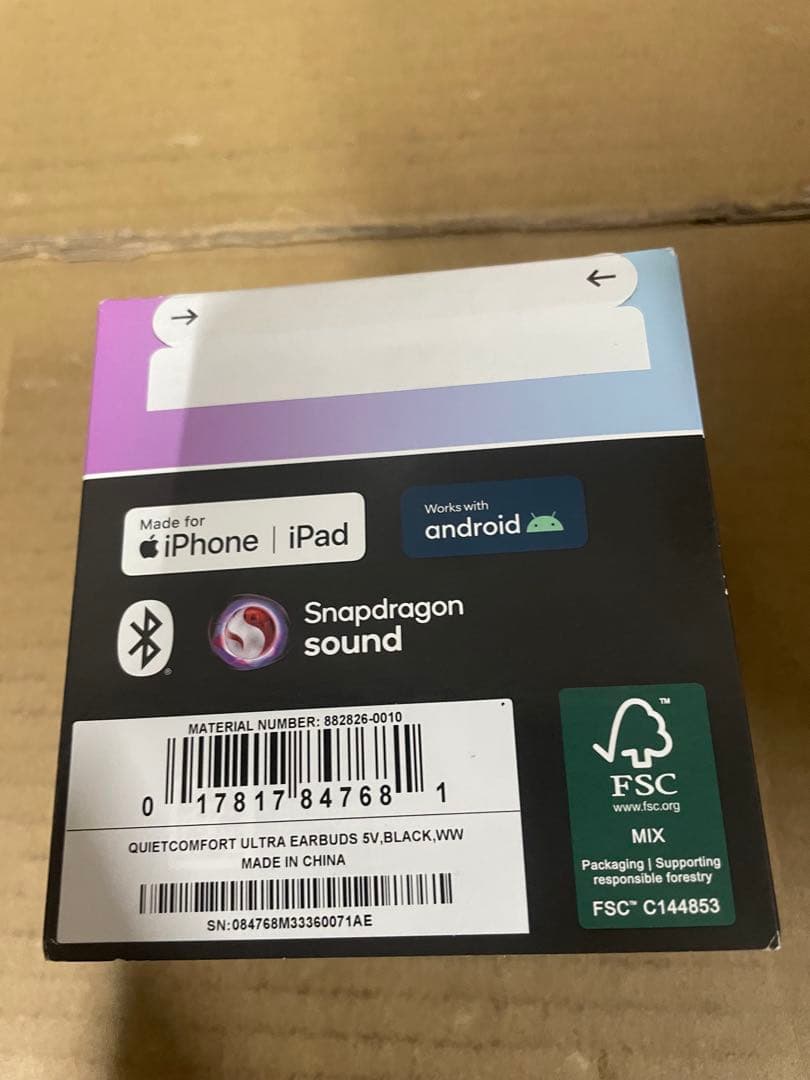 →
←
Made for
iPhone | iPad
Works with
android
Snapdragon
sound
MATERIAL NUMBER: 882826-0010
0 17817 84768 1
QUIETCOMFORT ULTRA EARBUDS 5V,BLACK,WW
MADE IN CHINA
SN:084768M33360071AE
FSC™
www.fsc.org
MIX
Packaging | Supporting
responsible forestry
FSC™ C144853